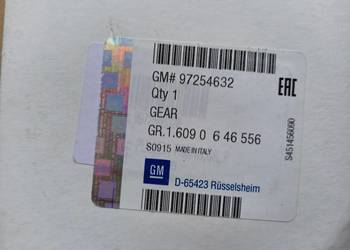 GM# 97254632
Qty 1
GEAR
GR.1.609 0 6 46 556
S0915 MADE IN ITALY
GM
D-65423 Rüsselsheim
EAC
S451456090